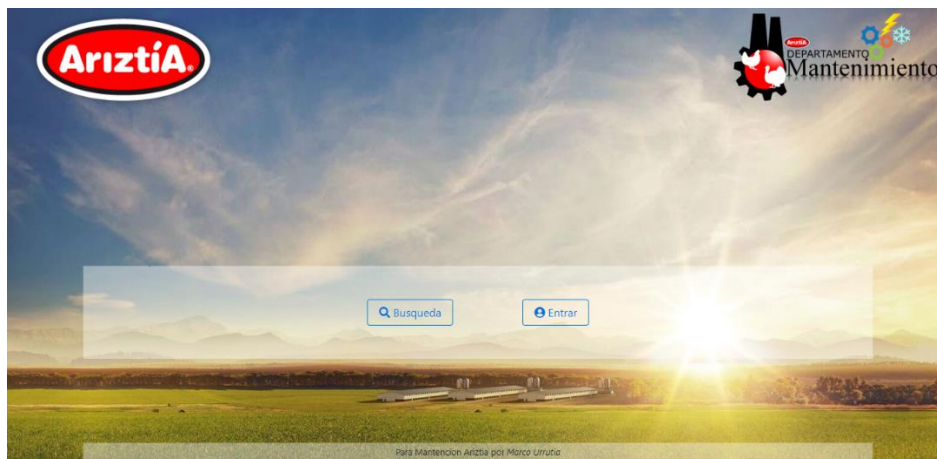 ArIztíA
Ariztía
DEPARTAMENTO
Mantenimiento
Busqueda
Entrar
Para Mantencion Ariztia por Marco Urrutia